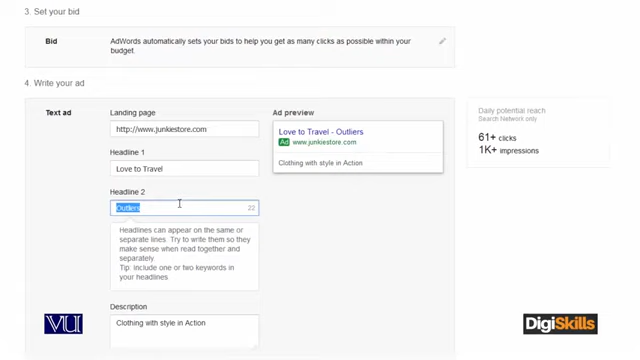 3. Set your bid
Bid
AdWords automatically sets your bids to help you get as many clicks as possible within your
budget.
4. Write your ad
Text ad
Landing page
http://www.junkiestore.com
Headline 1
Love to Travel
Headline 2
Outliers
22
Headlines can appear on the same or
separate lines. Try to write them so they
make sense when read together and
separately
Tip: include one or two keywords in
your headlines
Description
Clothing with style in Action
Ad preview
Love to Travel - Outliers
Ad www.junkiestore.com
Clothing with style in Action
Daily potential reach
Search Network only
61+ clicks
1K+ impressions
VU
DigiSkills